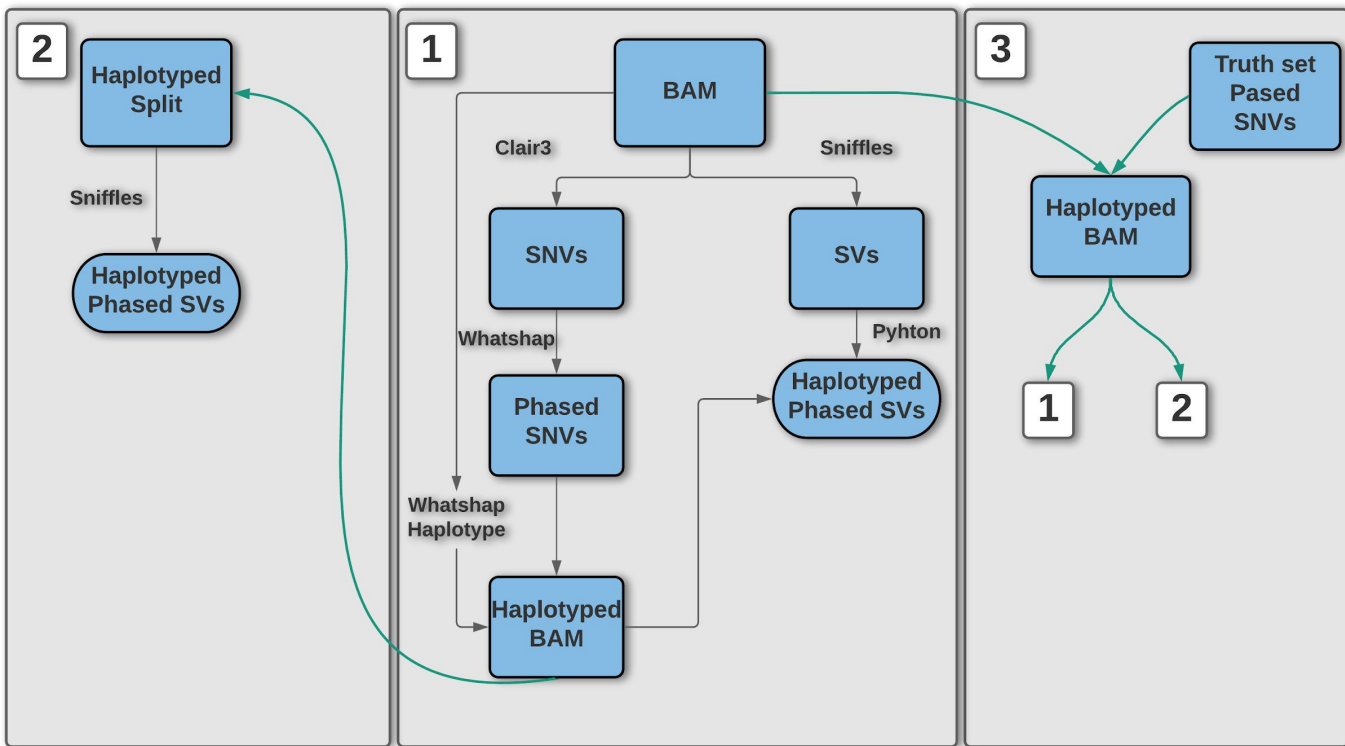 2
Haplotyped
Split
Sniffles
Haplotyped
Phased SVs
1
BAM
Clair3
Sniffles
SNVs
SVs
Whatshap
Pyhton
Phased
SNVs
Haplotyped
Phased SVs
Whatshap
Haplotype
Haplotyped
BAM
3
Truth set
Pased
SNVs
Haplotyped
BAM
1
2